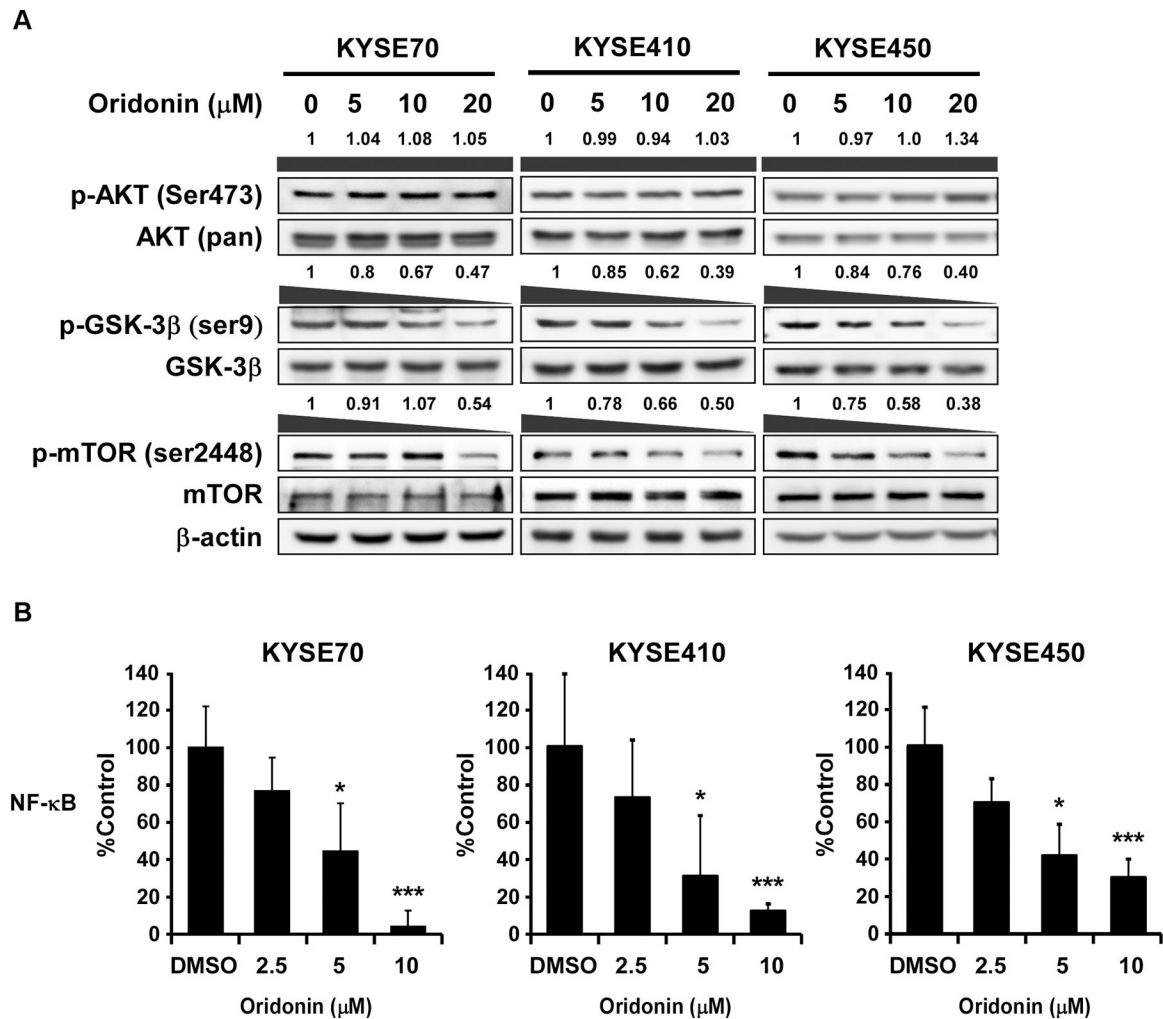 A
KYSE70 KYSE410 KYSE450
Oridonin (μM) 0 5 10 20 0 5 10 20 0 5 10 20
1 1.04 1.08 1.05 1 0.99 0.94 1.03 1 0.97 1.0 1.34
p-AKT (Ser473)
AKT (pan)
1 0.8 0.67 0.47 1 0.85 0.62 0.39 1 0.84 0.76 0.40
p-GSK-3β (ser9)
GSK-3β
1 0.91 1.07 0.54 1 0.78 0.66 0.50 1 0.75 0.58 0.38
p-mTOR (ser2448)
mTOR
β-actin
B
NF-κB
KYSE70
%Control
140
120
100
80
60
40
20
0
*
***
DMSO 2.5 5 10
Oridonin (μM)
KYSE410
%Control
140
120
100
80
60
40
20
0
*
***
DMSO 2.5 5 10
Oridonin (μM)
KYSE450
%Control
140
120
100
80
60
40
20
0
*
***
DMSO 2.5 5 10
Oridonin (μM)